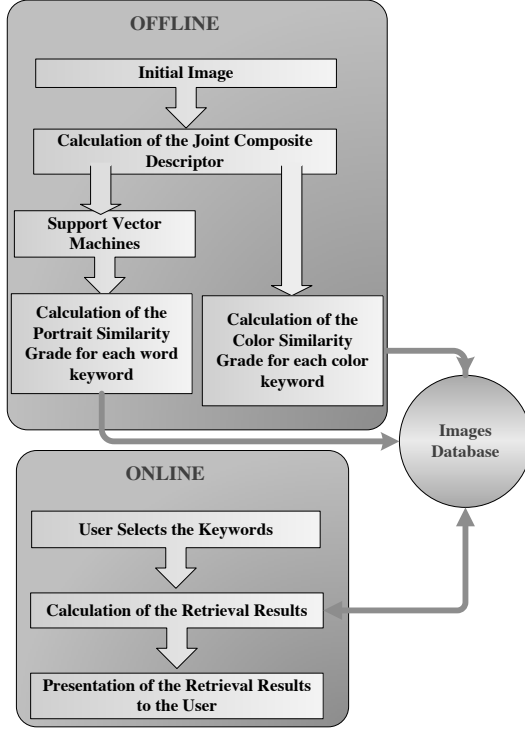 OFFLINE
Initial Image
Calculation of the Joint Composite
Descriptor
Support Vector
Machines
Calculation of the
Portrait Similarity
Grade for each word
keyword
Calculation of the
Color Similarity
Grade for each color
keyword
Images
Database
ONLINE
User Selects the Keywords
Calculation of the Retrieval Results
Presentation of the Retrieval Results
to the User